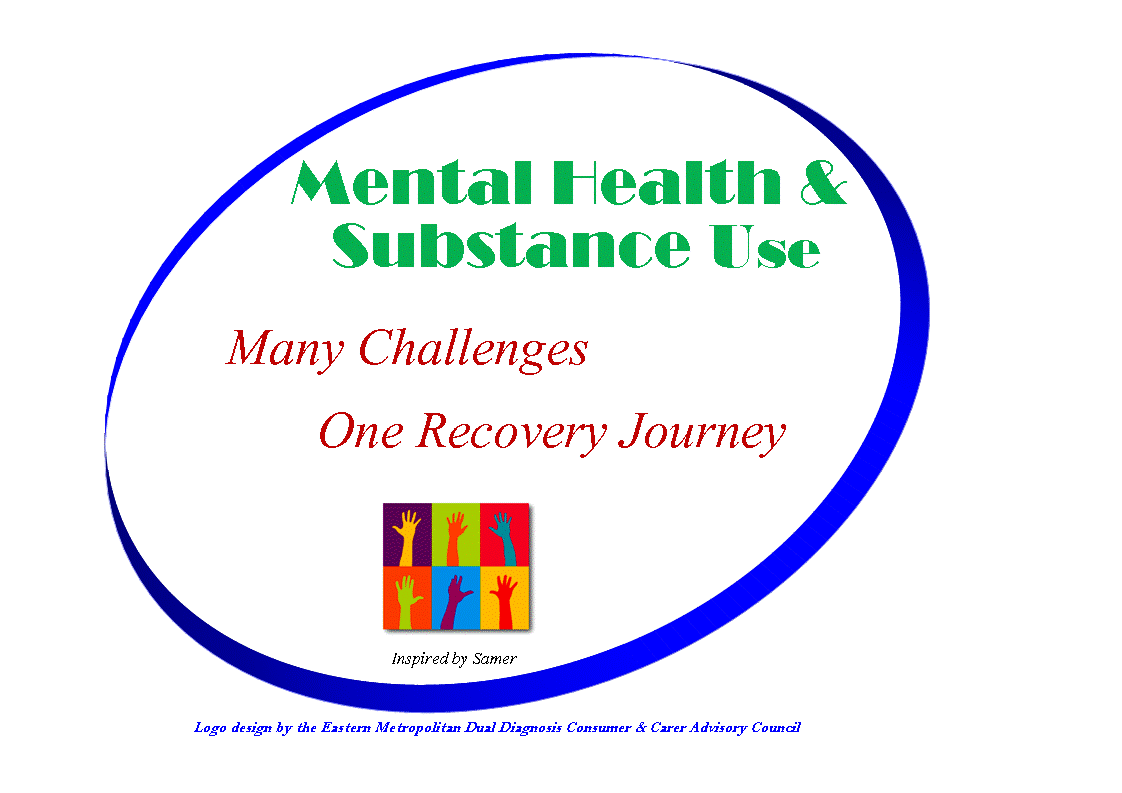 Mental Health &
Substance Use
Many Challenges
One Recovery Journey
Inspired by Samer
Logo design by the Eastern Metropolitan Dual Diagnosis Consumer & Carer Advisory Council